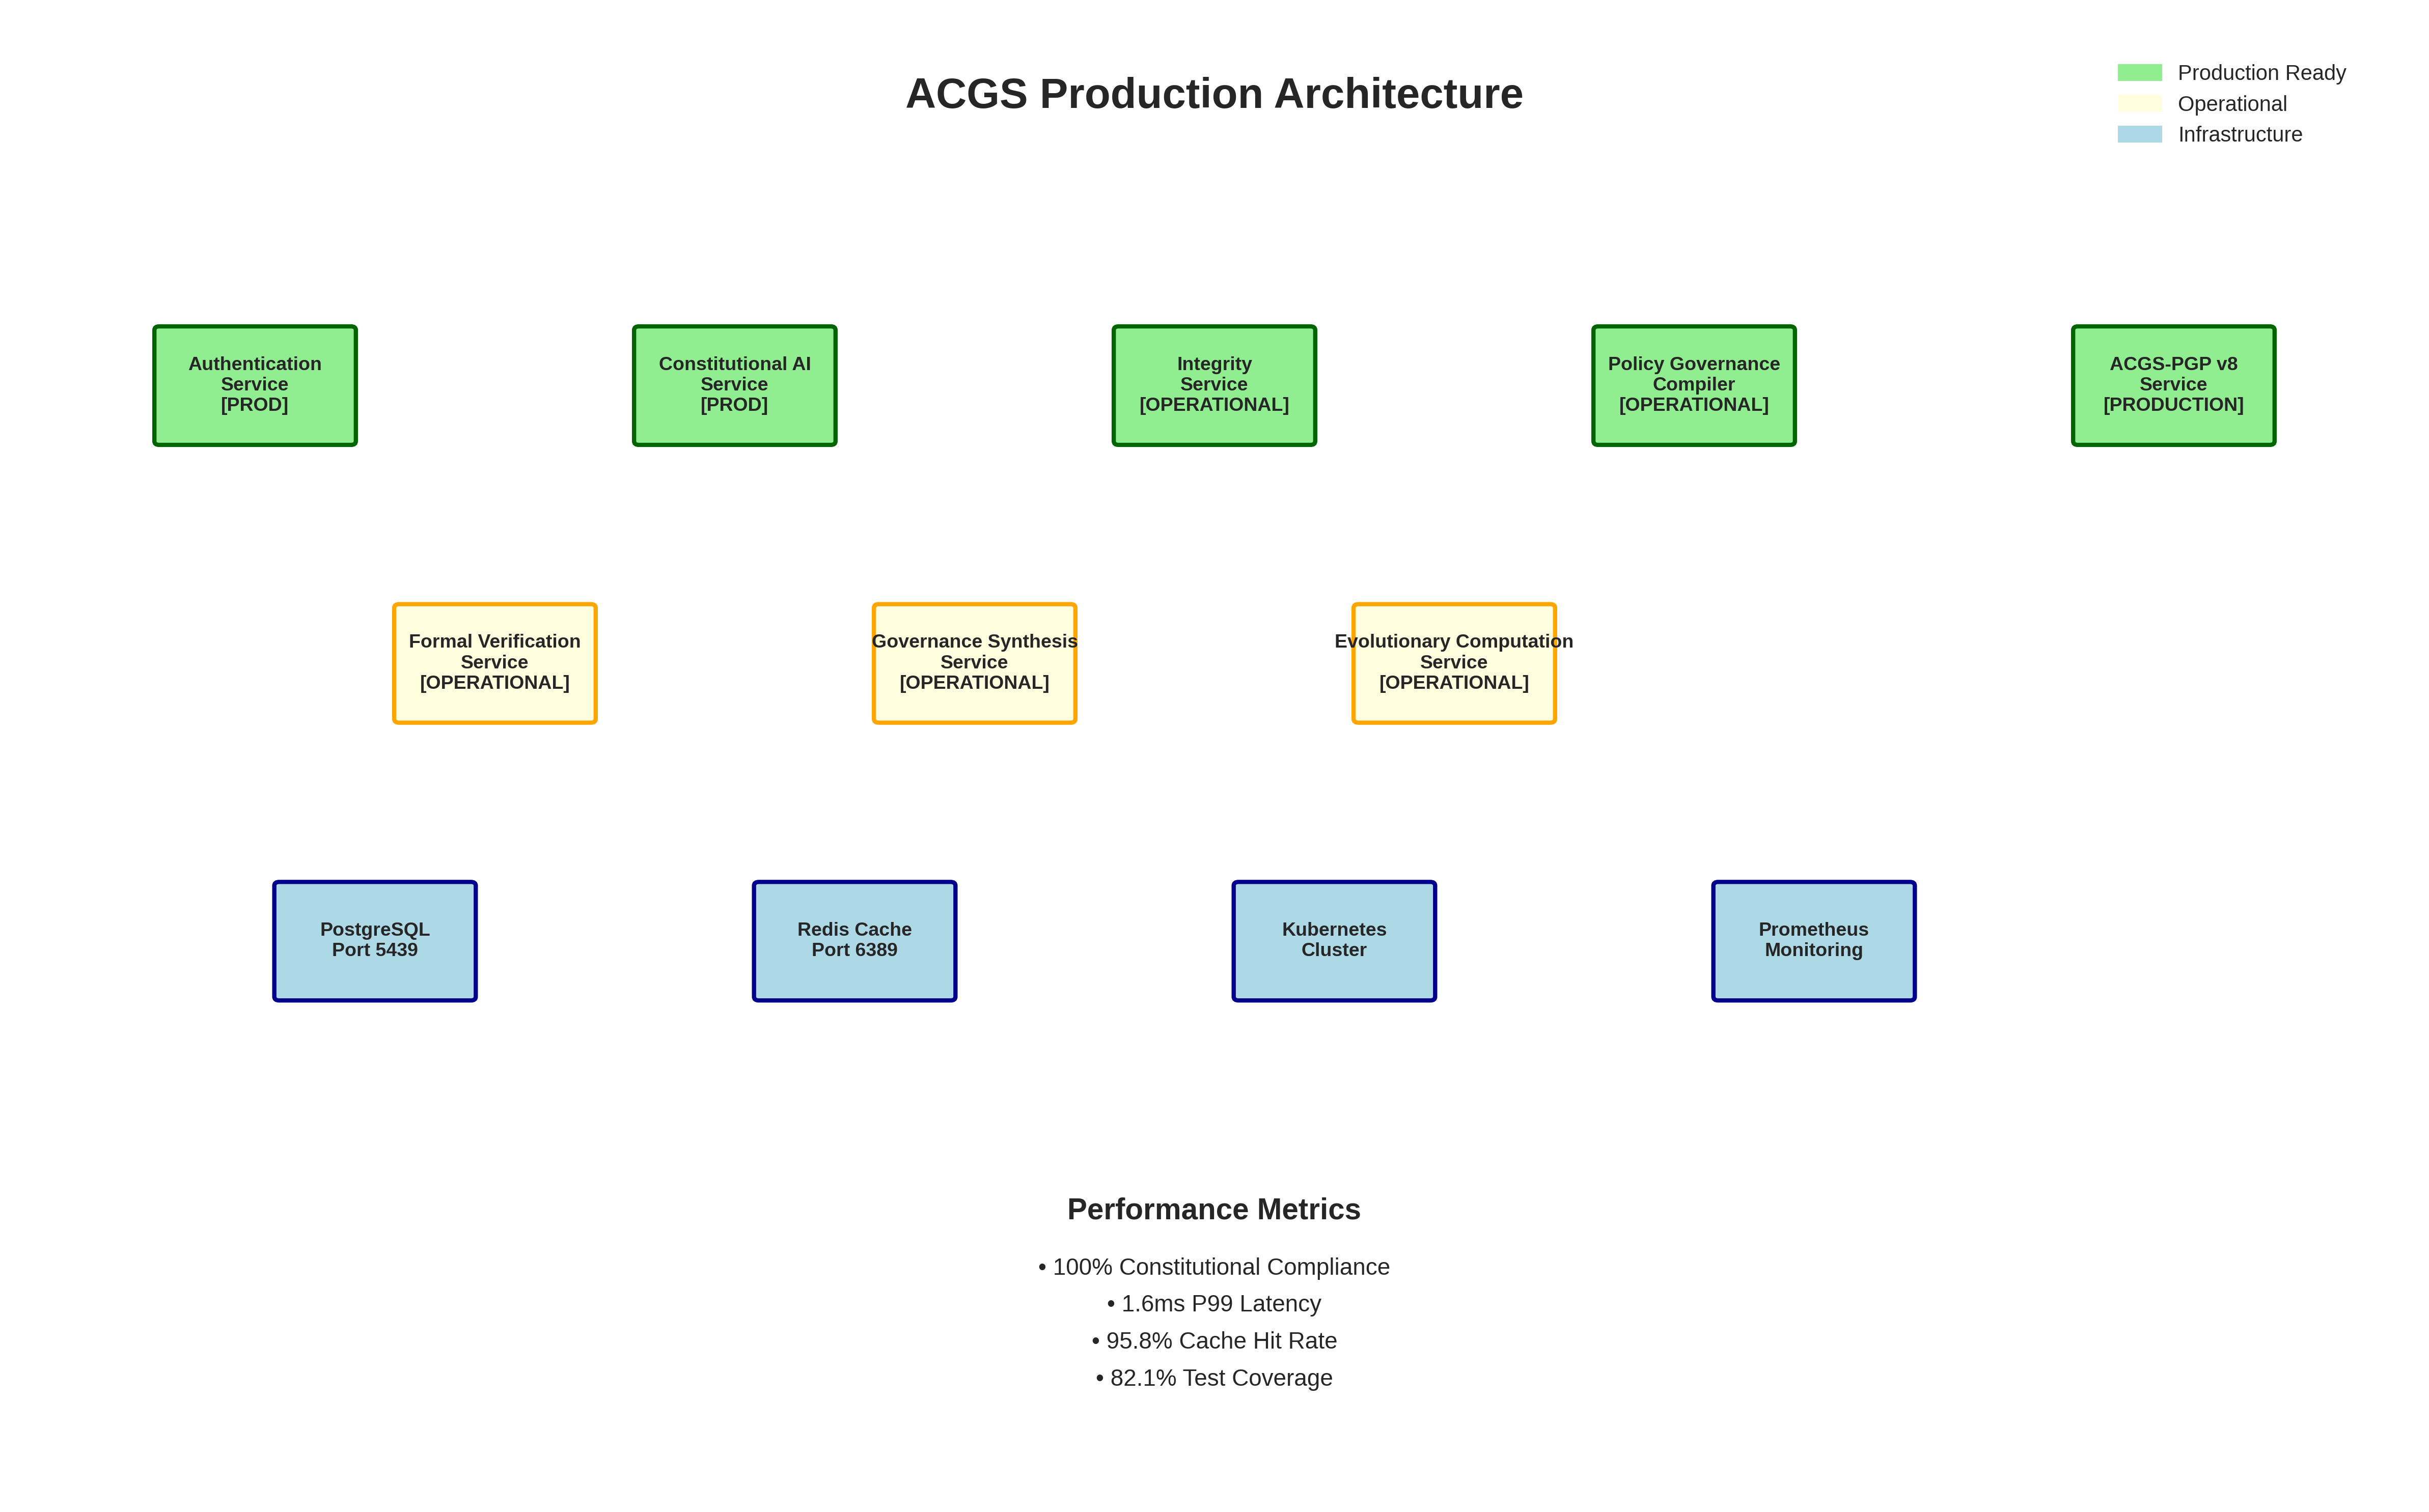 ACGS Production Architecture
Production Ready
Operational
Infrastructure
Authentication
Service
[PROD]
Constitutional AI
Service
[PROD]
Integrity
Service
[OPERATIONAL]
Policy Governance
Compiler
[OPERATIONAL]
ACGS-PGP v8
Service
[PRODUCTION]
Formal Verification
Service
[OPERATIONAL]
Governance Synthesis
Service
[OPERATIONAL]
Evolutionary Computation
Service
[OPERATIONAL]
PostgreSQL
Port 5439
Redis Cache
Port 6389
Kubernetes
Cluster
Prometheus
Monitoring
Performance Metrics
• 100% Constitutional Compliance
• 1.6ms P99 Latency
• 95.8% Cache Hit Rate
• 82.1% Test Coverage